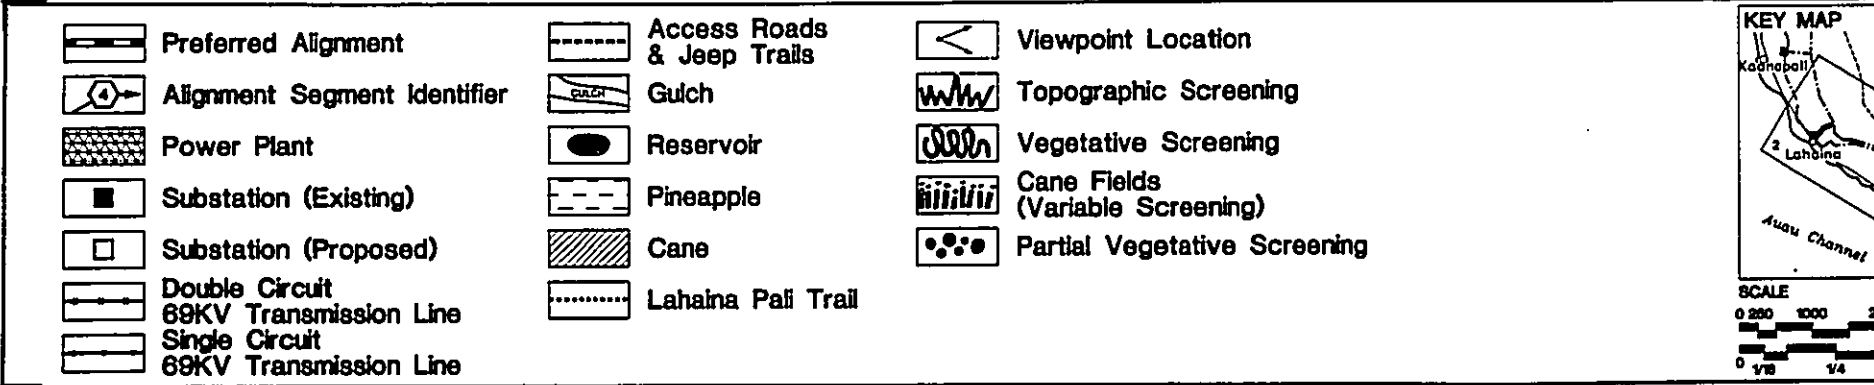 Preferred Alignment
4
Alignment Segment Identifier
Power Plant
Substation (Existing)
Substation (Proposed)
Double Circuit
69KV Transmission Line
Single Circuit
69KV Transmission Line
Access Roads
& Jeep Trails
GULCH
Gulch
Reservoir
Pineapple
Cane
Lahaina Pali Trail
Viewpoint Location
Topographic Screening
Vegetative Screening
Cane Fields
(Variable Screening)
Partial Vegetative Screening
KEY MAP
Kaanapali
2
Lahaina
Auau Channel
SCALE
0 250 1000
0 1/16 1/4